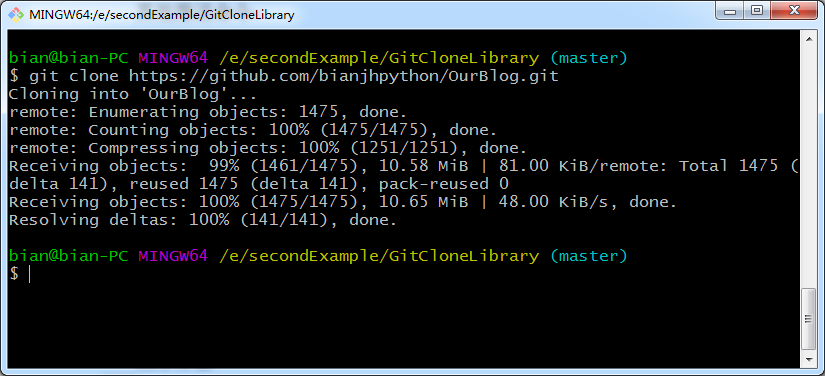 MINGW64:/e/secondExample/GitCloneLibrary
bian@bian-PC MINGW64 /e/secondExample/GitCloneLibrary (master)
$ git clone https://github.com/bianjhpython/OurBlog.git
Cloning into 'OurBlog'...
remote: Enumerating objects: 1475, done.
remote: Counting objects: 100% (1475/1475), done.
remote: Compressing objects: 100% (1251/1251), done.
Receiving objects:  99% (1461/1475), 10.58 MiB | 81.00 KiB/remote: Total 1475 (
delta 141), reused 1475 (delta 141), pack-reused 0
Receiving objects: 100% (1475/1475), 10.65 MiB | 48.00 KiB/s, done.
Resolving deltas: 100% (141/141), done.
bian@bian-PC MINGW64 /e/secondExample/GitCloneLibrary (master)
$